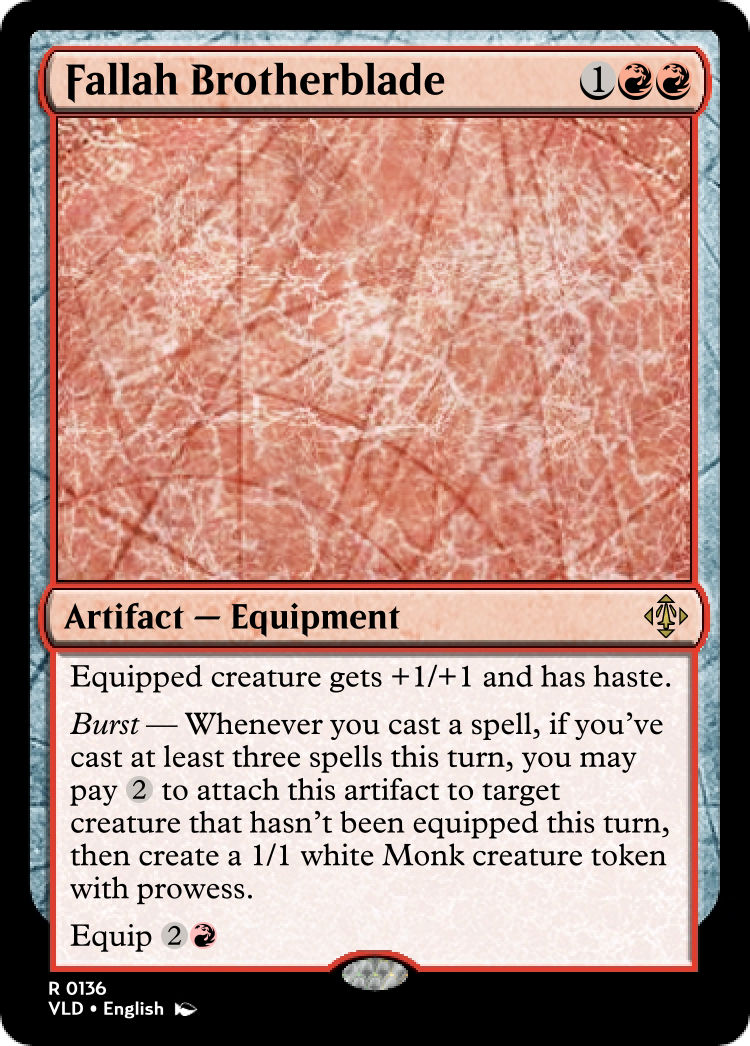 Fallah Brotherblade 1
Artifact — Equipment
Equipped creature gets +1/+1 and has haste.
Burst — Whenever you cast a spell, if you've
cast at least three spells this turn, you may
pay 2 to attach this artifact to target
creature that hasn't been equipped this turn,
then create a 1/1 white Monk creature token
with prowess.
Equip 2
R 0136
VLD • English